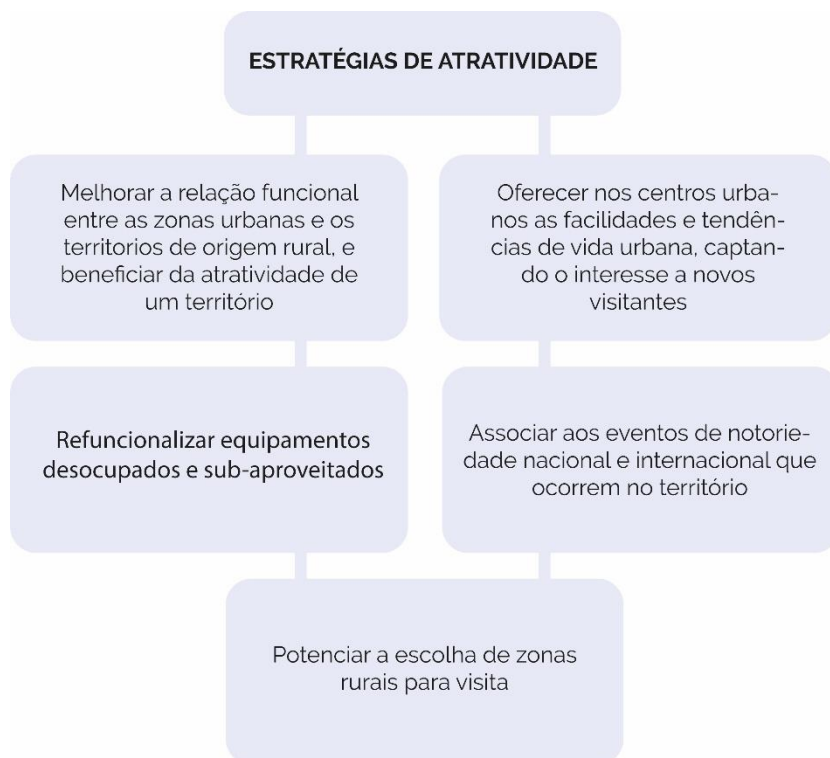 ESTRATÉGIAS DE ATRATIVIDADE
Melhorar a relação funcional
entre as zonas urbanas e os
territorios de origem rural, e
beneficiar da atratividade de
um território
Oferecer nos centros urba-
nos as facilidades e tendên-
cias de vida urbana, captan-
do o interesse a novos
visitantes
Refuncionalizar equipamentos
desocupados e sub-aproveitados
Associar aos eventos de notorie-
dade nacional e internacional que
ocorrem no território
Potenciar a escolha de zonas
rurais para visita